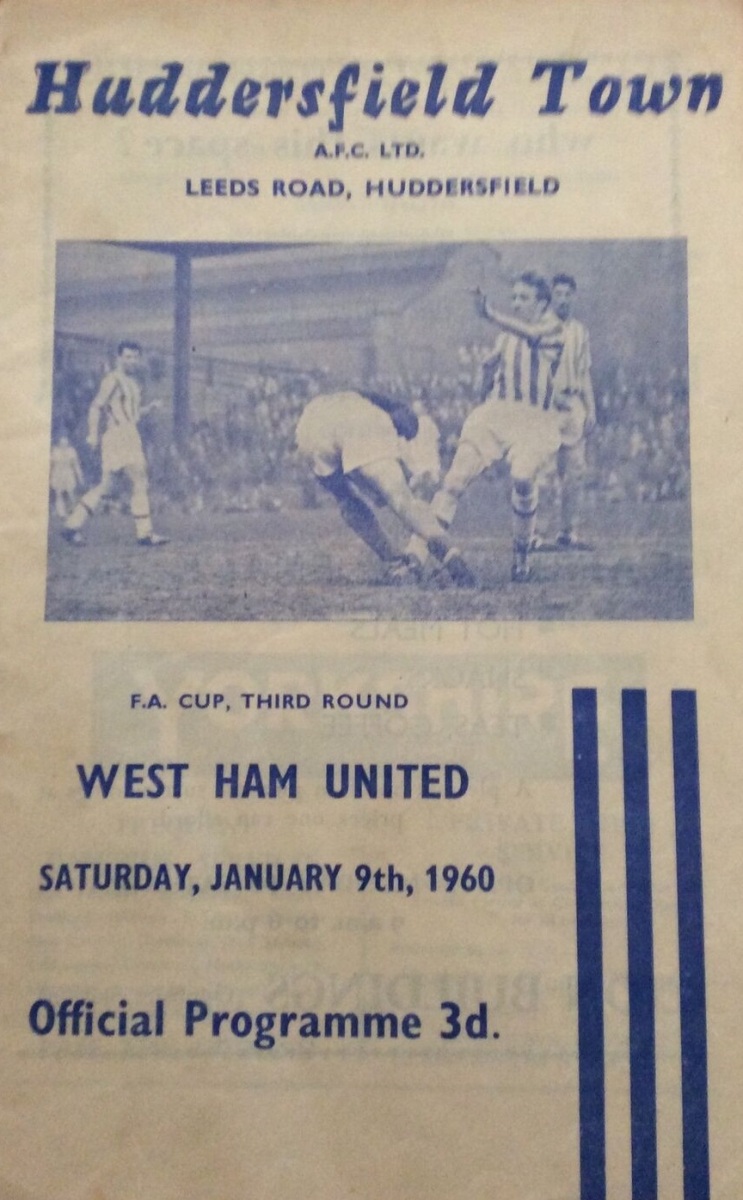 Huddersfield Town
A.F.C. LTD.
LEEDS ROAD, HUDDERSFIELD
F.A. CUP, THIRD ROUND
WEST HAM UNITED
SATURDAY, JANUARY 9th, 1960
Official Programme 3d.